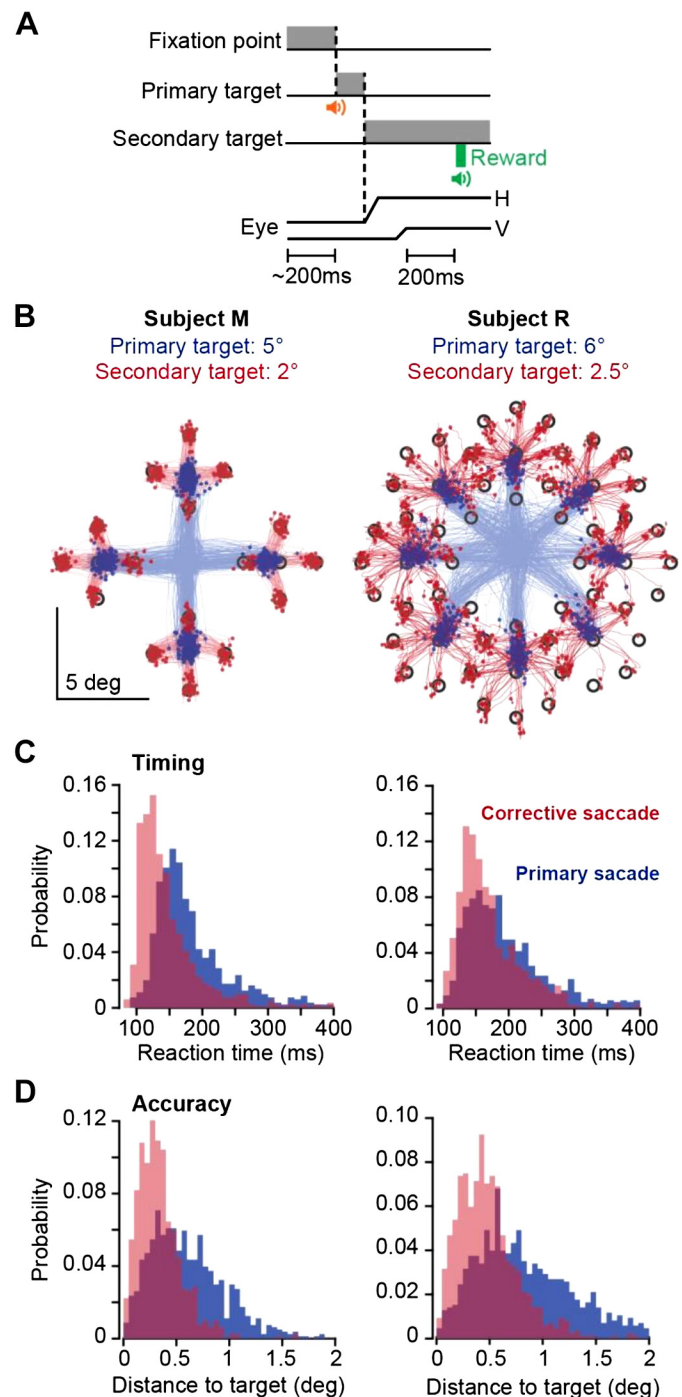 A
Fixation point
Primary target
Secondary target
Reward
H
Eye
V
~200ms
200ms
B
Subject M
Primary target: 5°
Secondary target: 2°
Subject R
Primary target: 6°
Secondary target: 2.5°
5 deg
C
Timing
Probability
0.16
0.12
0.08
0.04
0
100
200
300
400
Reaction time (ms)
0.16
0.12
0.08
0.04
0
Corrective saccade
Primary sacade
100
200
300
400
Reaction time (ms)
D
Accuracy
Probability
0.12
0.08
0.04
0
0
0.5
1
1.5
2
Distance to target (deg)
0.10
0.08
0.06
0.04
0.02
0
0
0.5
1
1.5
2
Distance to target (deg)